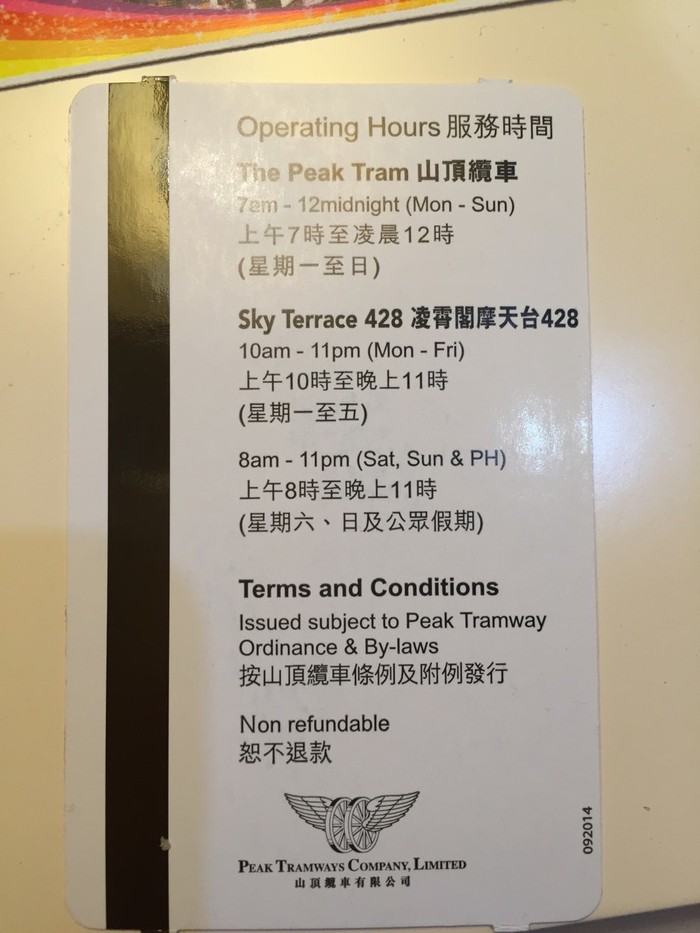 Operating Hours 服務時間
The Peak Tram 山頂纜車
7am - 12midnight (Mon - Sun)
上午7時至凌晨12時
(星期一至日)
Sky Terrace 428 凌霄閣摩天台428
10am - 11pm (Mon - Fri)
上午10時至晚上11時
(星期一至五)
8am - 11pm (Sat, Sun & PH)
上午8時至晚上11時
(星期六、日及公眾假期)
Terms and Conditions
Issued subject to Peak Tramway
Ordinance & By-laws
按山頂纜車條例及附例發行
Non refundable
恕不退款
PEAK TRAMWAYS COMPANY, LIMITED
山頂纜車有限公司
092014